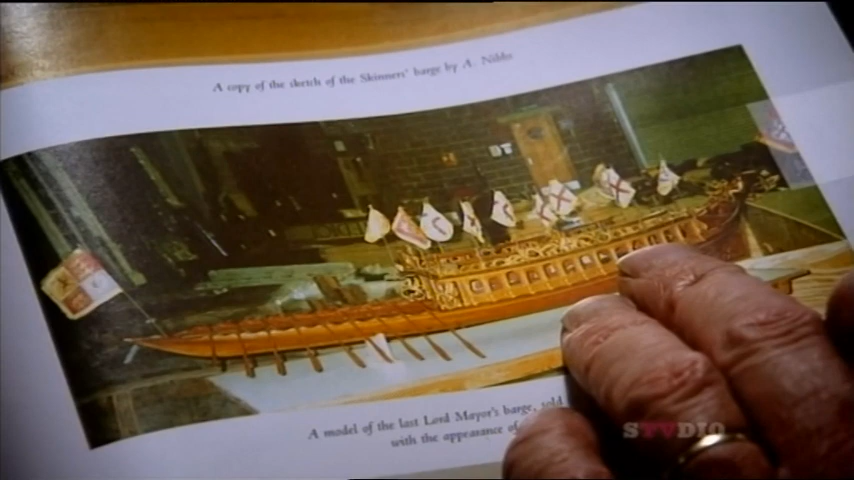 A copy of the sketch of the Skinners' barge by A. Nibbs
A model of the last Lord Mayor's barge, told
with the appearance of
STVDIO